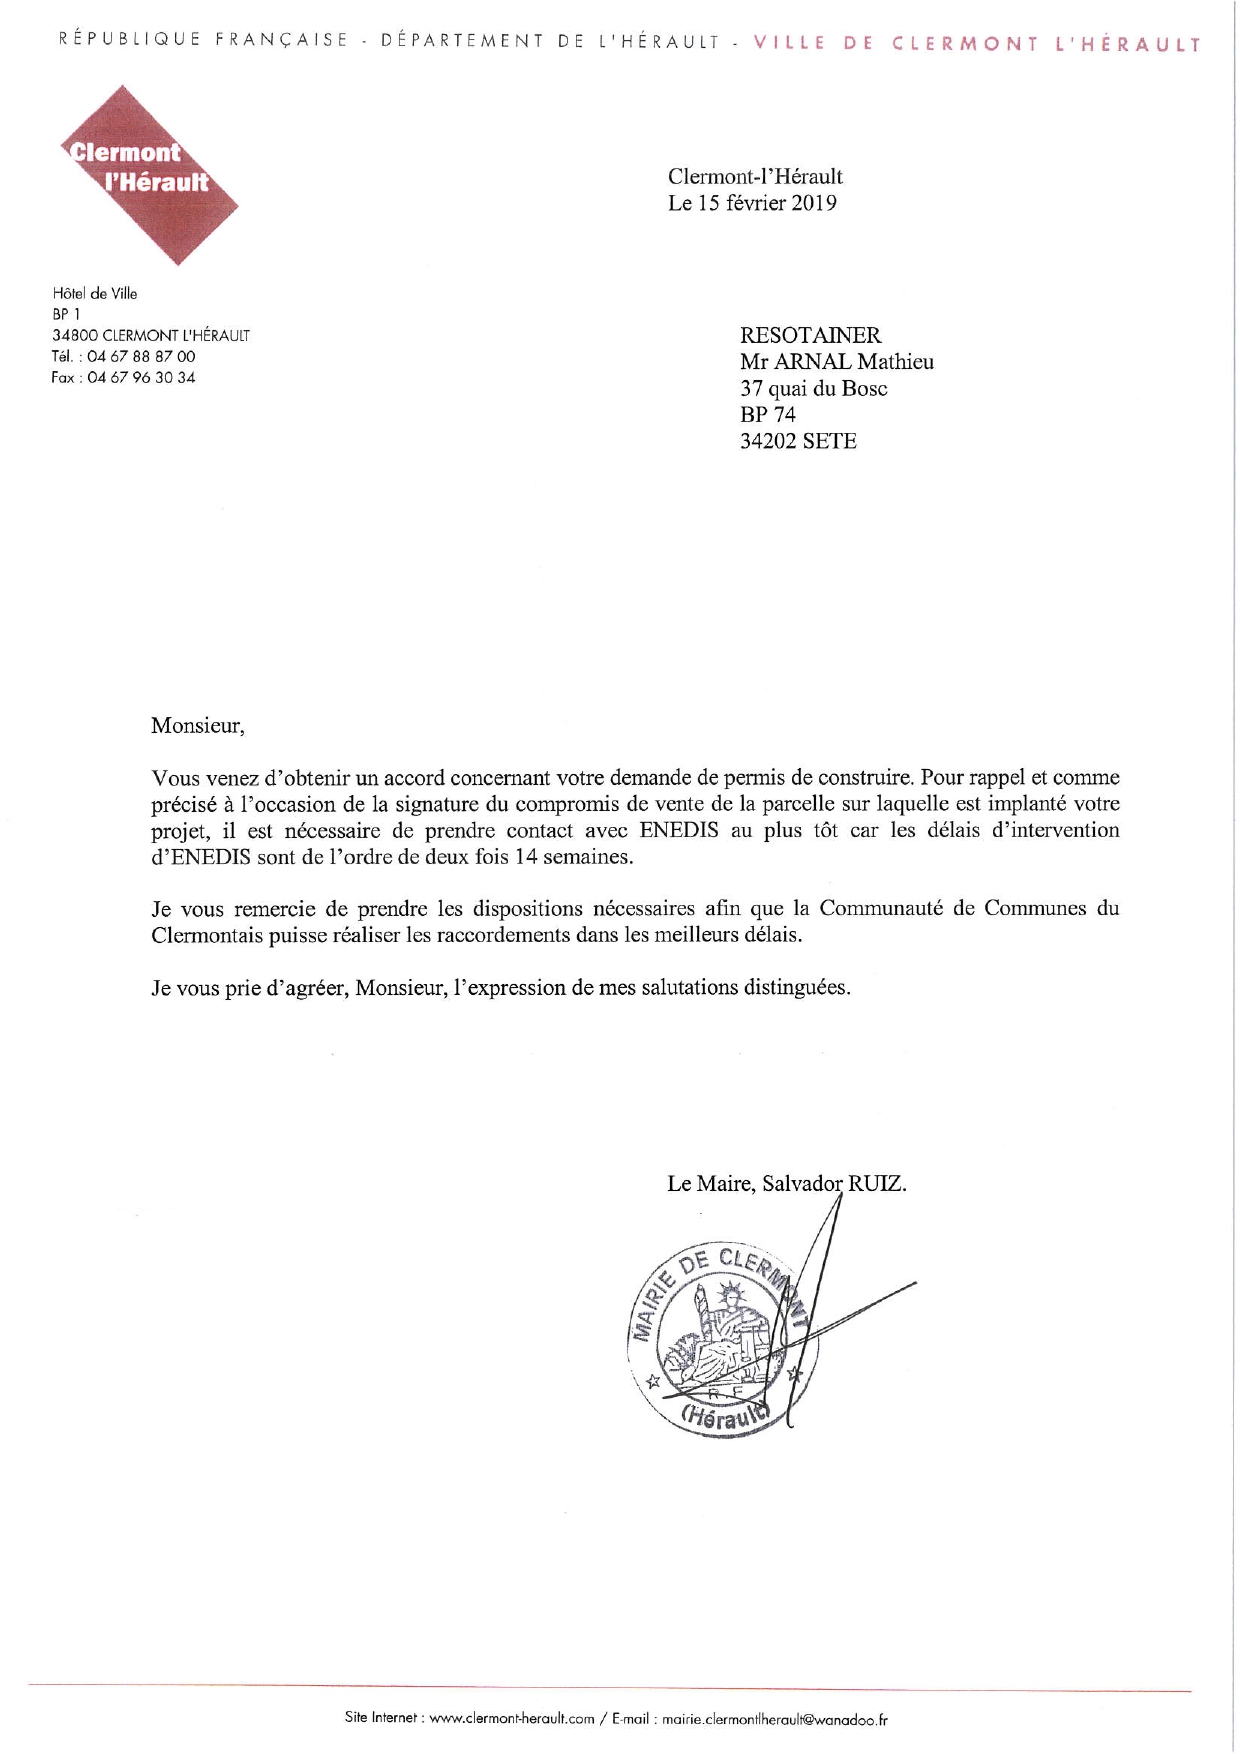 RÉPUBLIQUE FRANÇAISE - DÉPARTEMENT DE L'HÉRAULT - VILLE DE CLERMONT L'HÉRAULT
Clermont
l'Hérault
Clermont-l'Hérault
Le 15 février 2019
Hôtel de Ville
BP 1
34800 CLERMONT L'HÉRAULT
Tél. : 04 67 88 87 00
Fax : 04 67 96 30 34
RESOTAINER
Mr ARNAL Mathieu
37 quai du Bosc
BP 74
34202 SETE
Monsieur,
Vous venez d'obtenir un accord concernant votre demande de permis de construire. Pour rappel et comme
précisé à l'occasion de la signature du compromis de vente de la parcelle sur laquelle est implanté votre
projet, il est nécessaire de prendre contact avec ENEDIS au plus tôt car les délais d'intervention
d'ENEDIS sont de l'ordre de deux fois 14 semaines.
Je vous remercie de prendre les dispositions nécessaires afin que la Communauté de Communes du
Clermontais puisse réaliser les raccordements dans les meilleurs délais.
Je vous prie d'agréer, Monsieur, l'expression de mes salutations distinguées.
Le Maire, Salvador RUIZ.
MAIRIE DE CLERMONT
R.F
(Hérault)
Site Internet : www.clermont-herault.com / E-mail : mairie.clermontlherault@wanadoo.fr